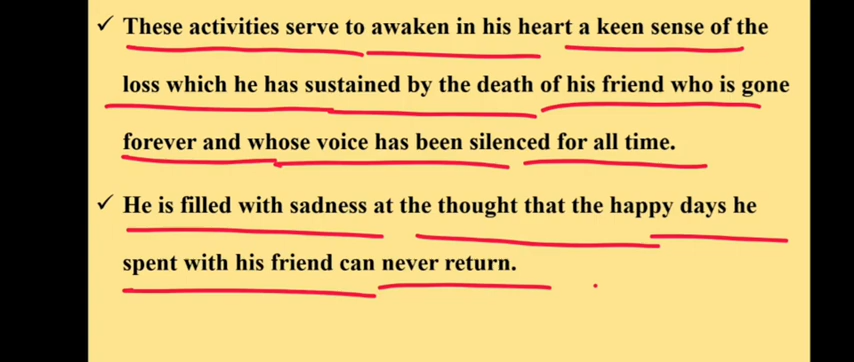 ✓ These activities serve to awaken in his heart a keen sense of the
loss which he has sustained by the death of his friend who is gone
forever and whose voice has been silenced for all time.
✓ He is filled with sadness at the thought that the happy days he
spent with his friend can never return.